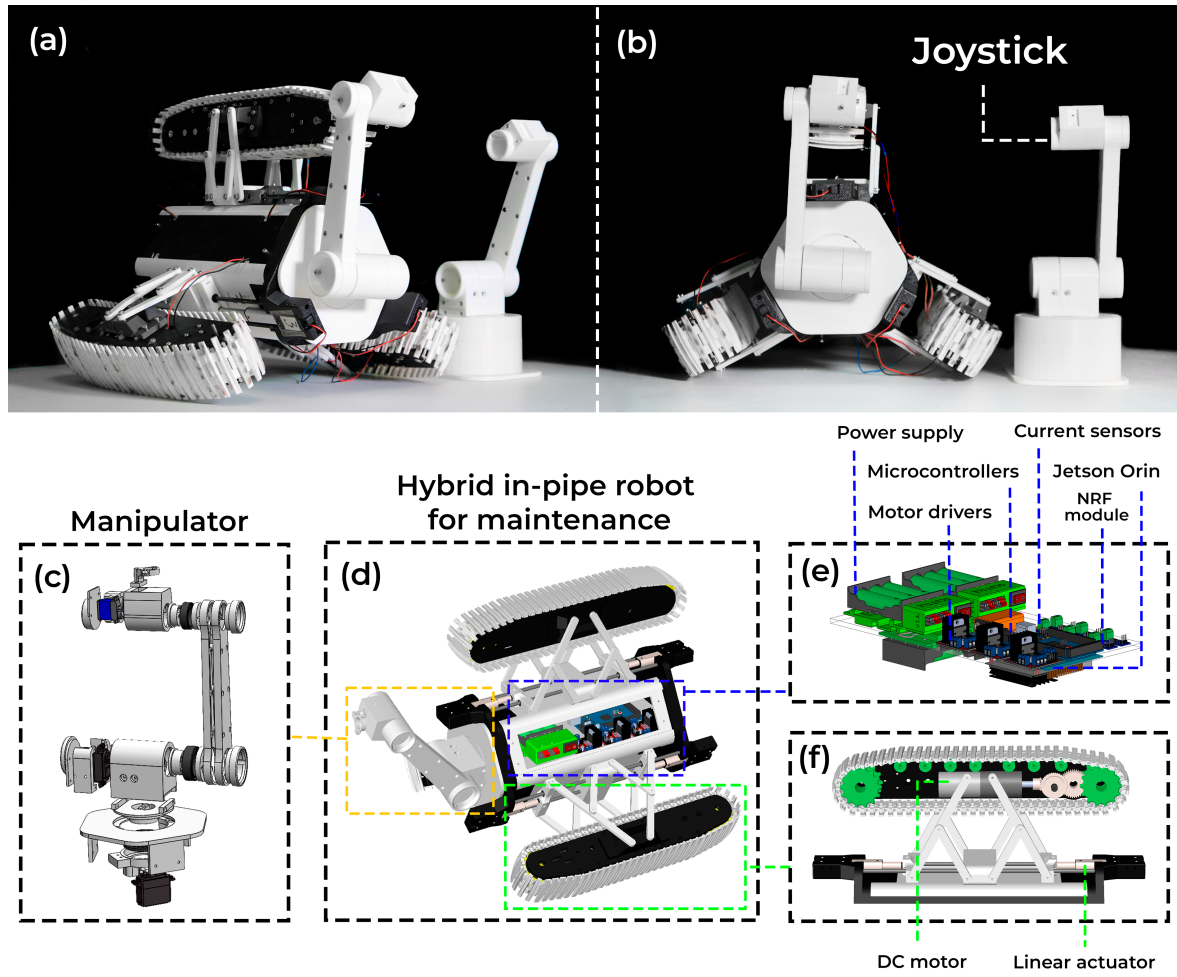 (a)
(b)
Joystick
Power supply
Current sensors
Microcontrollers
Jetson Orin
Motor drivers
NRF
module
Manipulator
Hybrid in-pipe robot
for maintenance
(c)
(d)
(e)
(f)
DC motor
Linear actuator